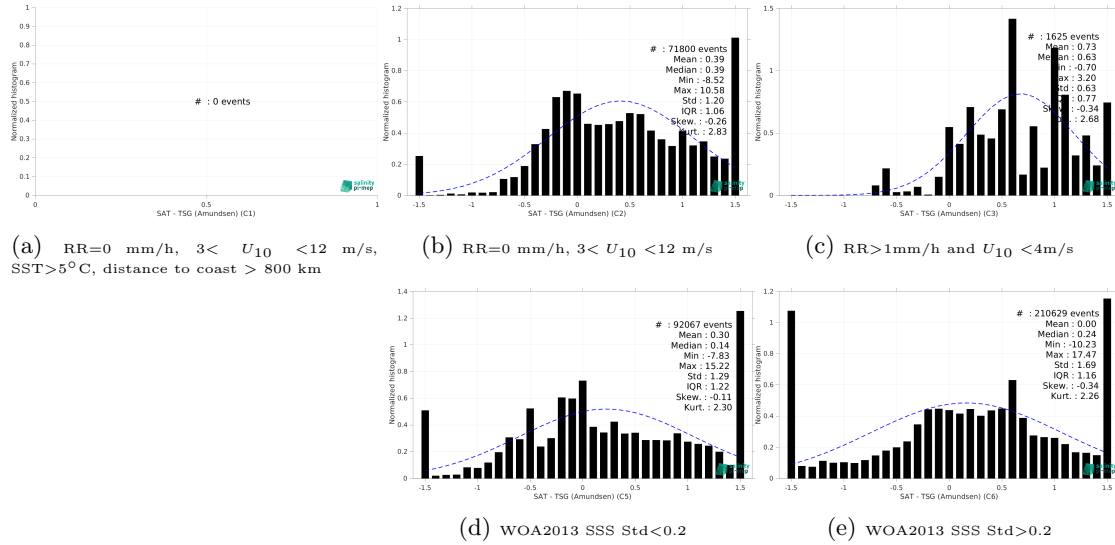 1
0.9
0.8
0.7
0.6
0.5
0.4
0.3
0.2
0.1
0
Normalized histogram
# : 0 events
0 0.5 1
SAT - TSG (Amundsen) (C1)
salinity
pi-mep
(a) RR=0 mm/h, 3< U10 <12 m/s,
SST>5°C, distance to coast > 800 km
1.2
1
0.8
0.6
0.4
0.2
0
Normalized histogram
# : 71800 events
Mean : 0.39
Median : 0.39
Min : -8.52
Max : 10.58
Std : 1.20
IQR : 1.06
Skew. : -0.26
Kurt. : 2.83
-1.5 -1 -0.5 0 0.5 1 1.5
SAT - TSG (Amundsen) (C2)
(b) RR=0 mm/h, 3< U10 <12 m/s
1.5
1
0.5
0
Normalized histogram
# : 1625 events
Mean : 0.73
Median : 0.63
Min : -0.70
Max : 3.20
Std : 0.63
IQR : 0.77
Skew. : -0.34
Kurt. : 2.68
-1.5 -1 -0.5 0 0.5 1 1.5
SAT - TSG (Amundsen) (C3)
(c) RR>1mm/h and U10 <4m/s
1.4
1.2
1
0.8
0.6
0.4
0.2
0
Normalized histogram
# : 92067 events
Mean : 0.30
Median : 0.14
Min : -7.83
Max : 15.22
Std : 1.29
IQR : 1.22
Skew. : -0.11
Kurt. : 2.30
-1.5 -1 -0.5 0 0.5 1 1.5
SAT - TSG (Amundsen) (C5)
(d) WOA2013 SSS Std<0.2
1.2
1
0.8
0.6
0.4
0.2
0
Normalized histogram
# : 210629 events
Mean : 0.00
Median : 0.24
Min : -10.23
Max : 17.47
Std : 1.69
IQR : 1.16
Skew. : -0.34
Kurt. : 2.26
-1.5 -1 -0.5 0 0.5 1 1.5
SAT - TSG (Amundsen) (C6)
(e) WOA2013 SSS Std>0.2